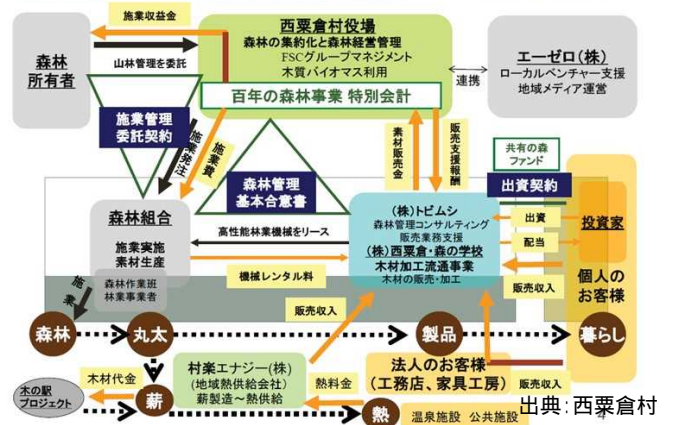 施業収益金
森林
所有者
山林管理を委託
西粟倉村役場
森林の集約化と森林経営管理
FSCグループマネジメント
木質バイオマス利用
百年の森林事業 特別会計
連携
エーゼロ(株)
ローカルベンチャー支援
地域メディア運営
施業管理
委託契約
施業発注
施業費
森林管理
基本合意書
素材販売金
販売支援報酬
共有の森
ファンド
出資契約
森林組合
施業実施
素材生産
森林作業班
林業事業者
高性能林業機械をリース
機械レンタル料
(株)トビムシ
森林管理コンサルティング
販売業務支援
(株)西粟倉・森の学校
木材加工流通事業
木材の販売・加工
出資
配当
投資家
販売収入
個人の
お客様
施業
販売収入
森林
丸太
製品
暮らし
木材代金
木の駅
プロジェクト
薪
村楽エナジー(株)
(地域熱供給会社)
薪製造~熱供給
熱料金
法人のお客様
(工務店、家具工房)
販売収入
熱
温泉施設 公共施設
出典:西粟倉村
4